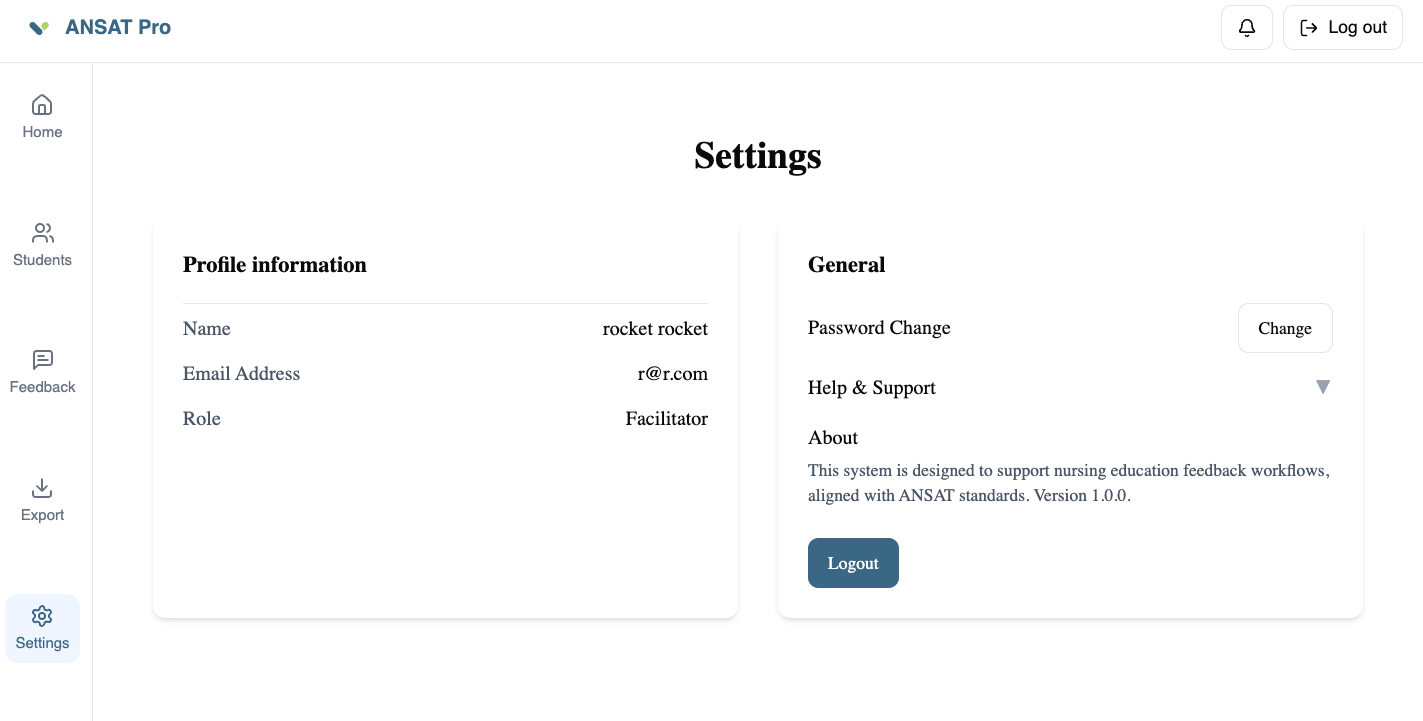 ANSAT Pro
Log out
Home
Students
Feedback
Export
Settings
Settings
Profile information
Name rocket rocket
Email Address r@r.com
Role Facilitator
General
Password Change Change
Help & Support ▼
About
This system is designed to support nursing education feedback workflows,
aligned with ANSAT standards. Version 1.0.0.
Logout